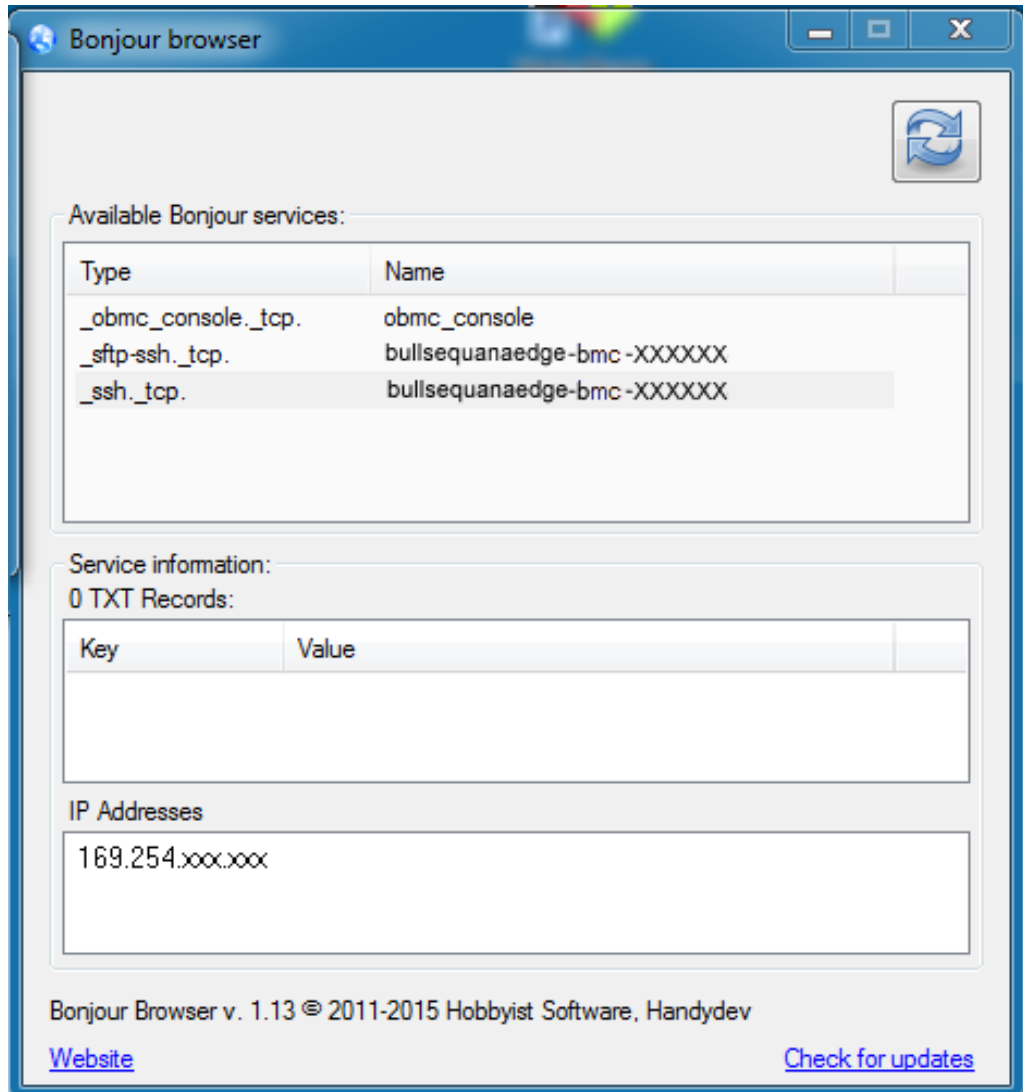 Bonjour browser
Available Bonjour services:
Type Name
_obmc_console._tcp. obmc_console
_sftp-ssh._tcp. bullsequanaedge-bmc-XXXXXX
_ssh._tcp. bullsequanaedge-bmc-XXXXXX
Service information:
0 TXT Records:
Key Value
IP Addresses
169.254.xxx.xxx
Bonjour Browser v. 1.13 © 2011-2015 Hobbyist Software, Handydev
Website Check for updates